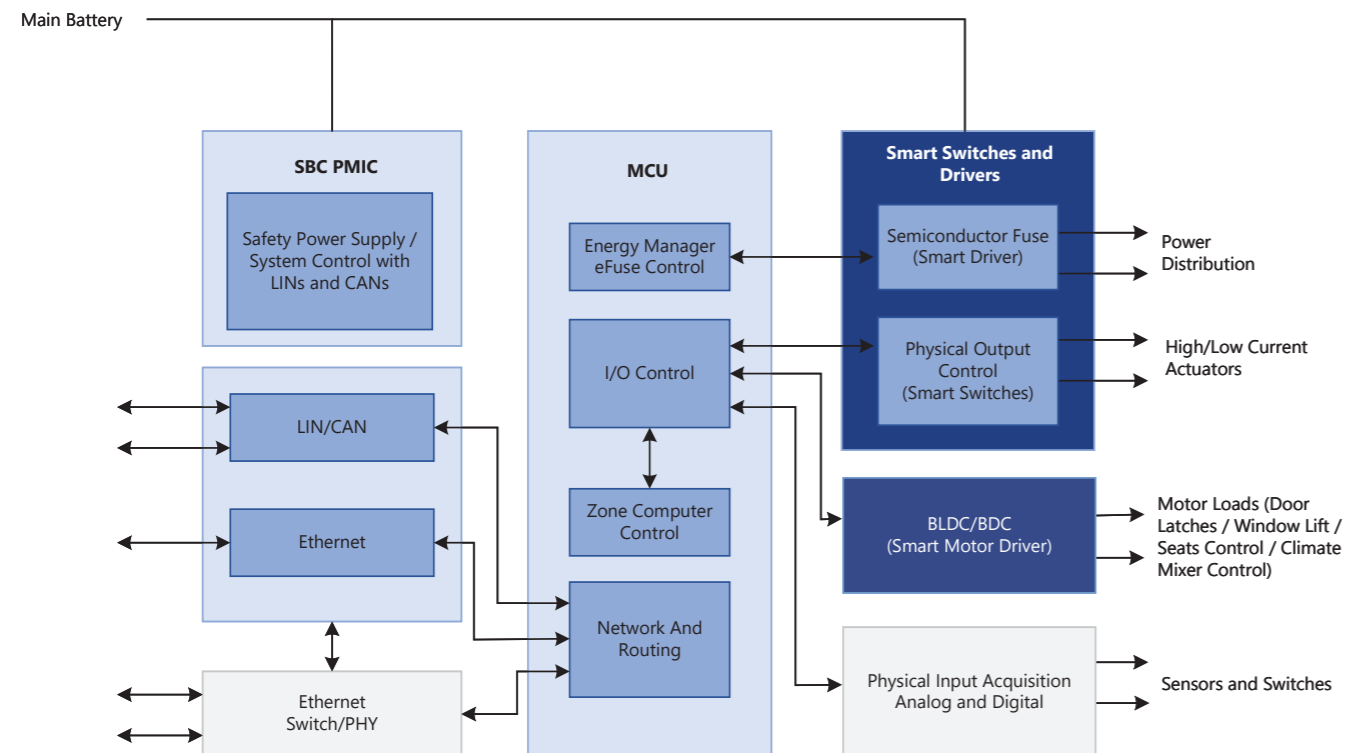 Main Battery
SBC PMIC
Safety Power Supply /
System Control with
LINs and CANs
LIN/CAN
Ethernet
Ethernet
Switch/PHY
MCU
Energy Manager
eFuse Control
I/O Control
Zone Computer
Control
Network And
Routing
Smart Switches and
Drivers
Semiconductor Fuse
(Smart Driver)
Physical Output
Control
(Smart Switches)
BLDC/BDC
(Smart Motor Driver)
Physical Input Acquisition
Analog and Digital
Power
Distribution
High/Low Current
Actuators
Motor Loads (Door
Latches / Window Lift /
Seats Control / Climate
Mixer Control)
Sensors and Switches